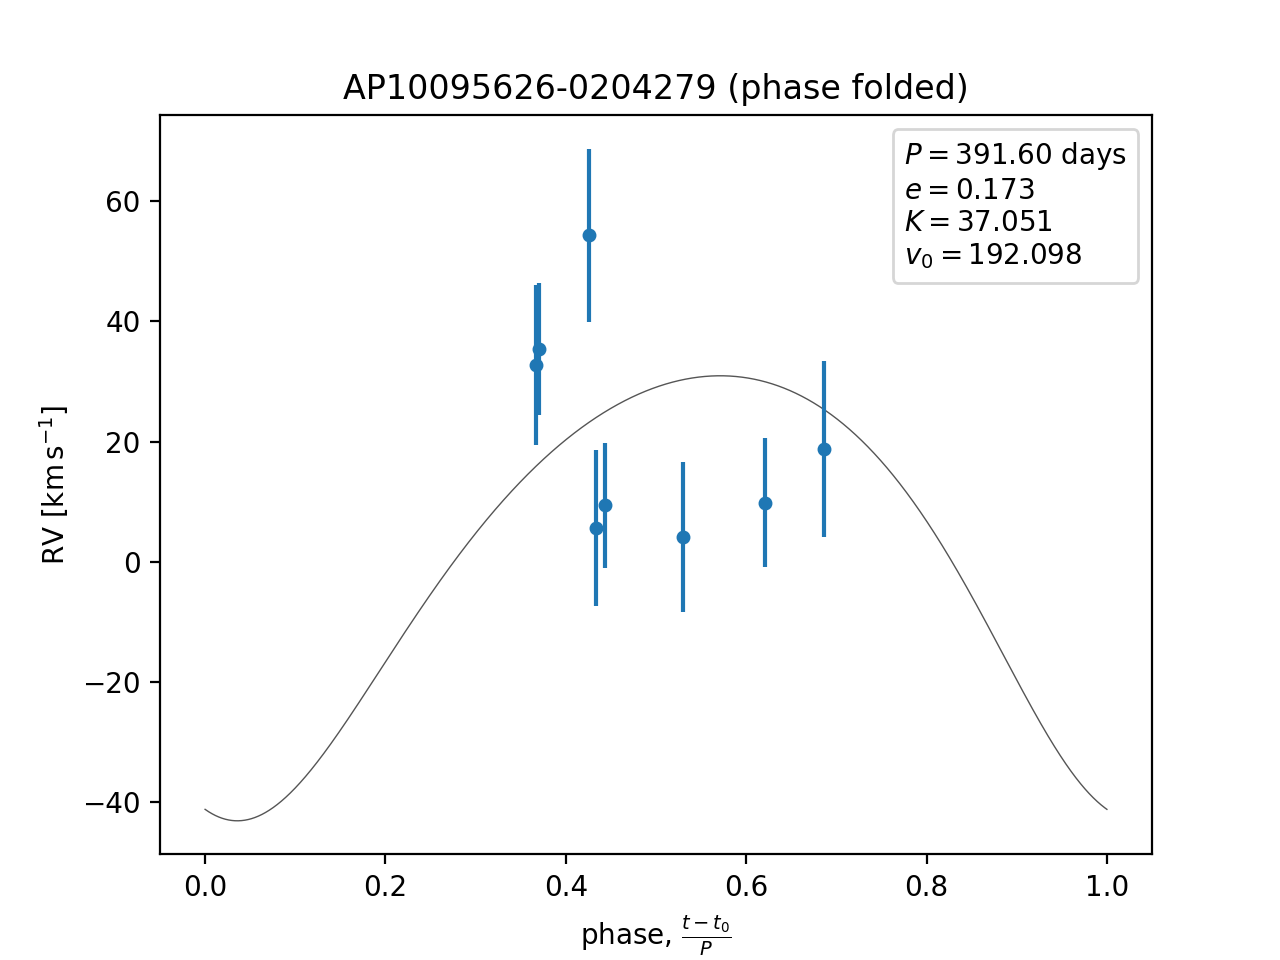 AP10095626-0204279 (phase folded)
P = 391.60 days
e = 0.173
K = 37.051
v₀ = 192.098
60
40
20
0
−20
−40
RV [km s⁻¹]
0.0 0.2 0.4 0.6 0.8 1.0
phase, (t − t₀)/P